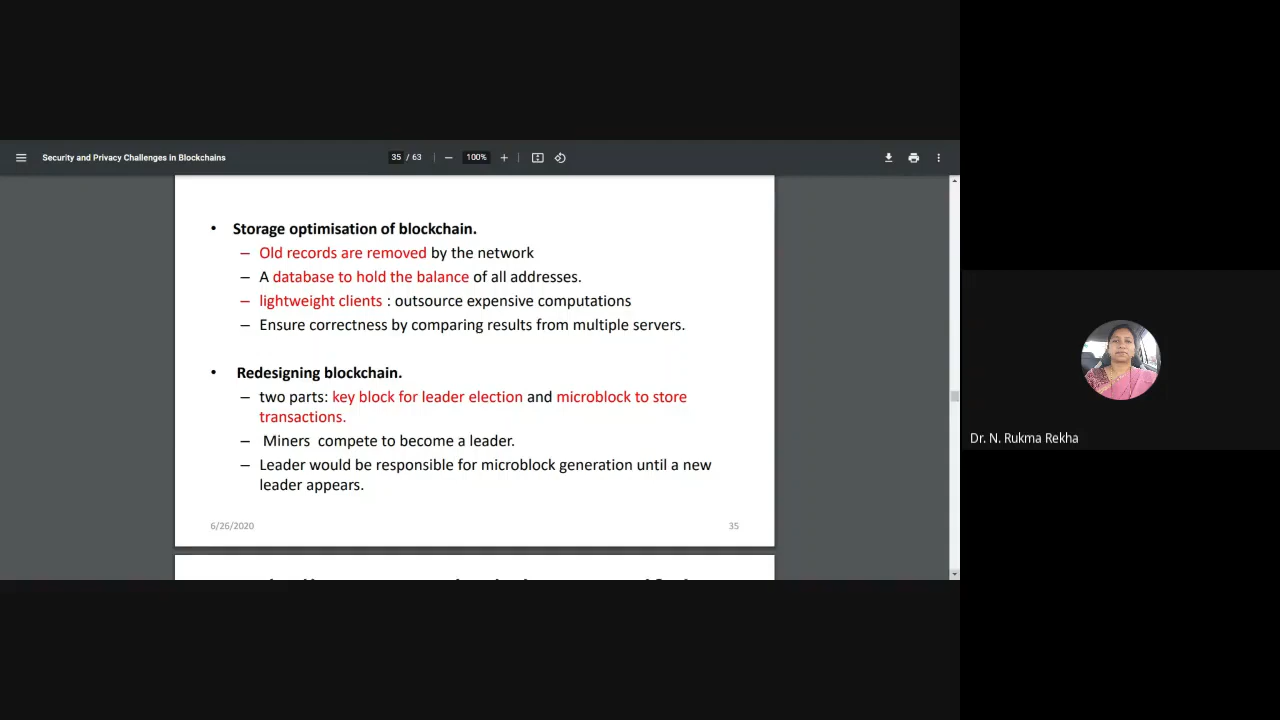 Security and Privacy Challenges in Blockchains
35 / 63
100%
• Storage optimisation of blockchain.
– Old records are removed by the network
– A database to hold the balance of all addresses.
– lightweight clients : outsource expensive computations
– Ensure correctness by comparing results from multiple servers.
• Redesigning blockchain.
– two parts: key block for leader election and microblock to store
transactions.
– Miners compete to become a leader.
– Leader would be responsible for microblock generation until a new
leader appears.
6/26/2020
35
Dr. N. Rukma Rekha